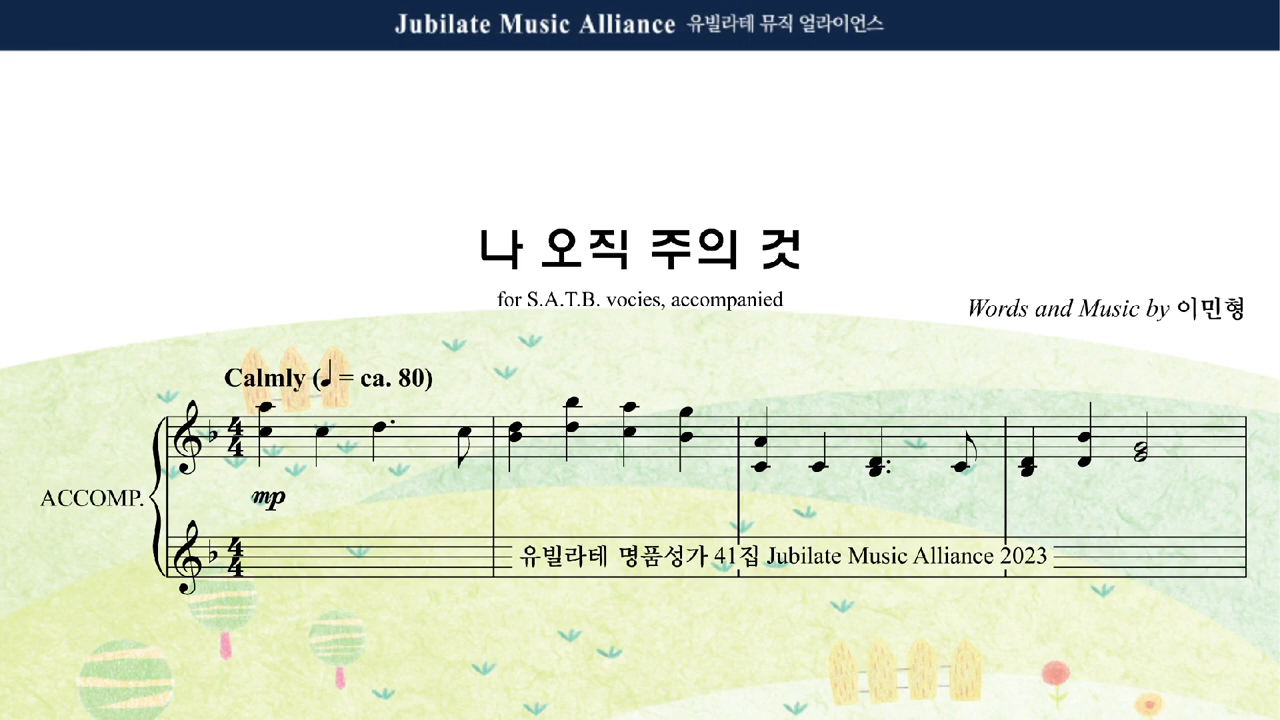 Jubilate Music Alliance 유빌라테 뮤직 얼라이언스
나 오직 주의 것
for S.A.T.B. vocies, accompanied
Words and Music by 이민형
Calmly (♩ = ca. 80)
ACCOMP.
mp
유빌라테 명품성가 41집 Jubilate Music Alliance 2023